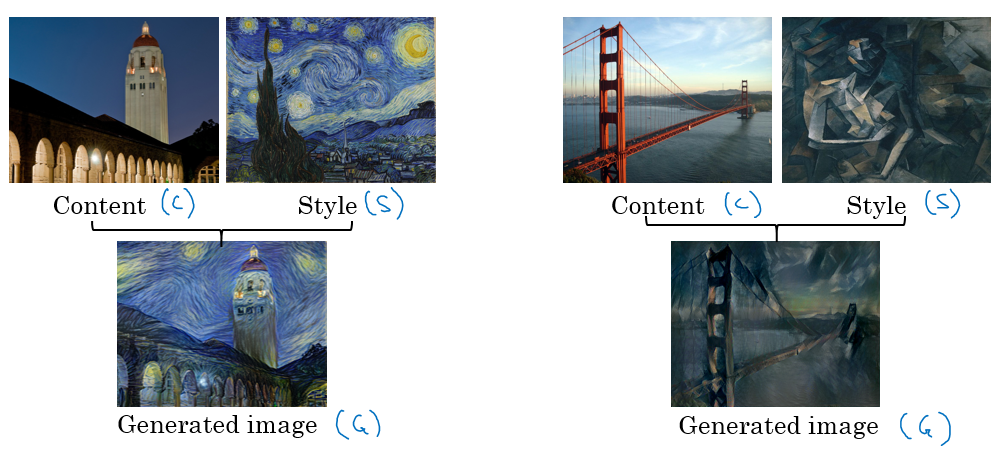 Content (C) Style (S) Content (C) Style (S)
Generated image (G) Generated image (G)